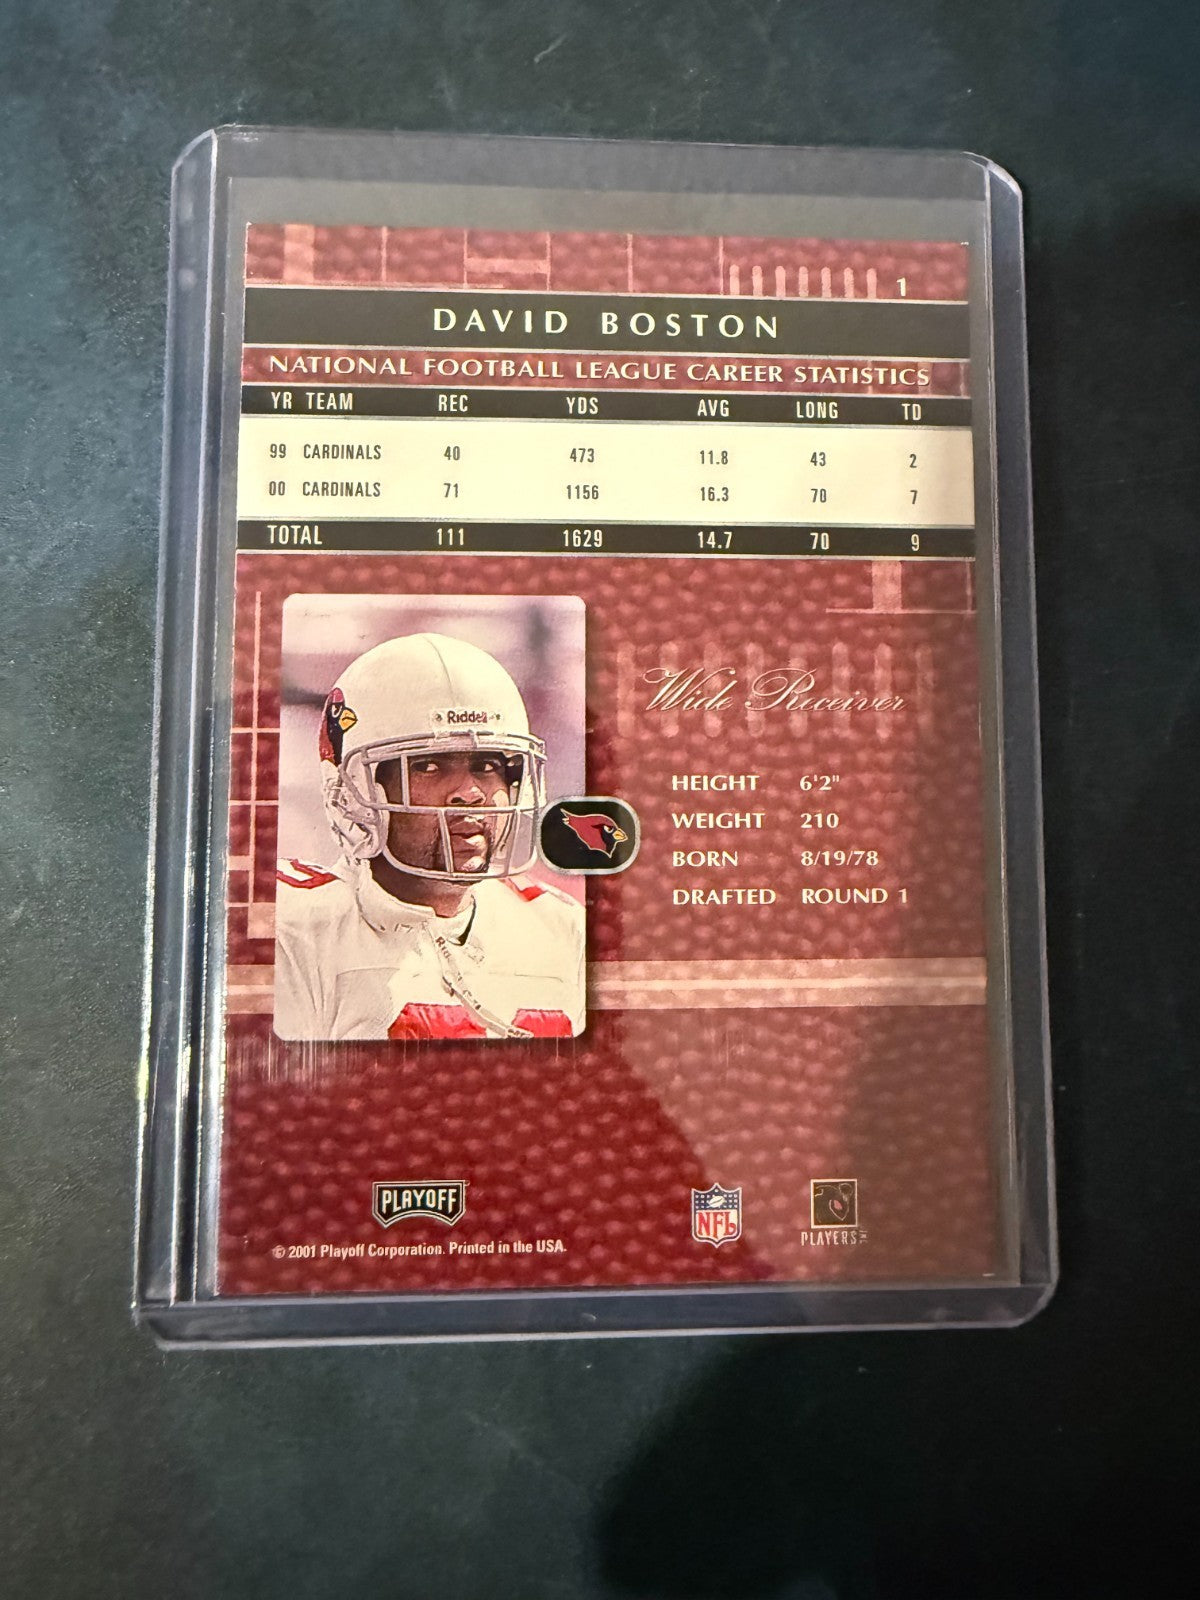 1
DAVID BOSTON
NATIONAL FOOTBALL LEAGUE CAREER STATISTICS
YR TEAM REC YDS AVG LONG TD
99 CARDINALS 40 473 11.8 43 2
00 CARDINALS 71 1156 16.3 70 7
TOTAL 111 1629 14.7 70 9
Riddell
Wide Receiver
HEIGHT 6'2"
WEIGHT 210
BORN 8/19/78
DRAFTED ROUND 1
PLAYOFF
NFL
PLAYERS
© 2001 Playoff Corporation. Printed in the USA.